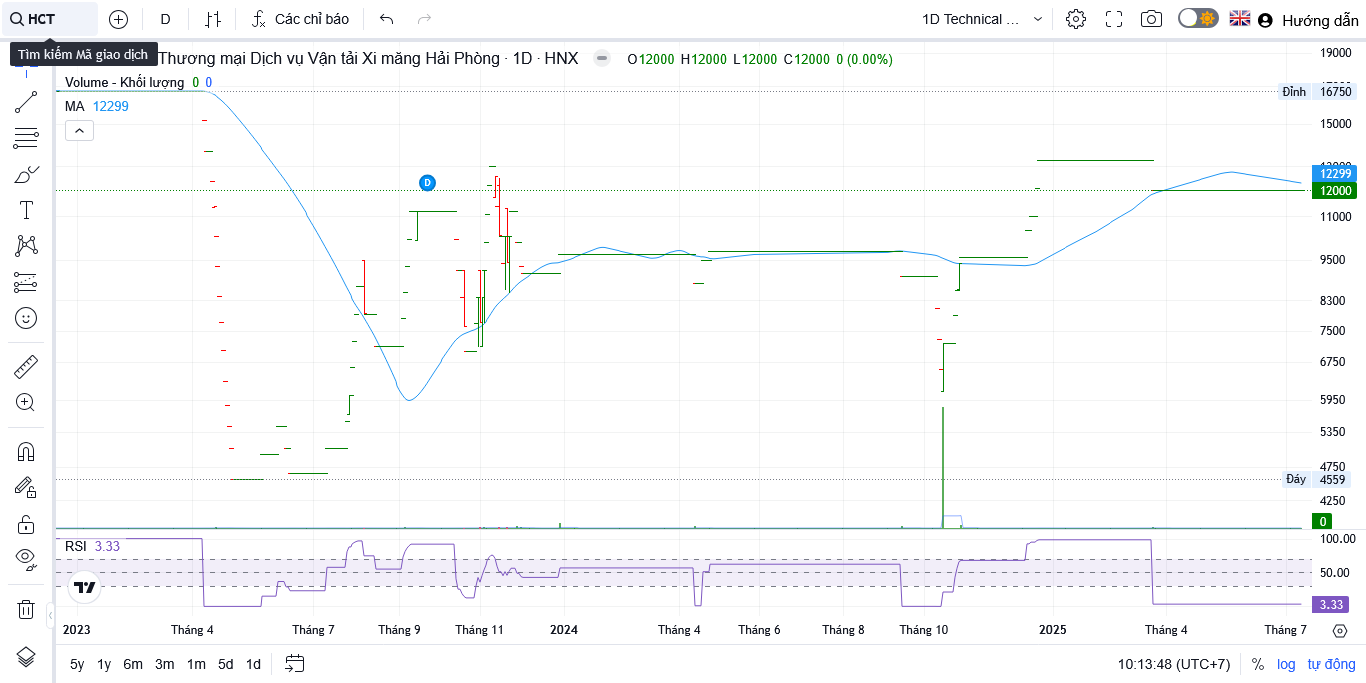 HCT D Các chỉ báo 1D Technical ... Hướng dẫn
Tìm kiếm Mã giao dịch
Thương mại Dịch vụ Vận tải Xi măng Hải Phòng · 1D · HNX O12000 H12000 L12000 C12000 0 (0.00%)
Volume - Khối lượng 0 0
MA 12299
D
19000
Đỉnh 16750
15000
12299
12000
11000
9500
8300
7500
6750
5950
5350
4750
Đáy 4559
4250
0
RSI 3.33
100.00
50.00
3.33
2023 Tháng 4 Tháng 7 Tháng 9 Tháng 11 2024 Tháng 4 Tháng 6 Tháng 8 Tháng 10 2025 Tháng 4 Tháng 7
5y 1y 6m 3m 1m 5d 1d 10:13:48 (UTC+7) % log tự động